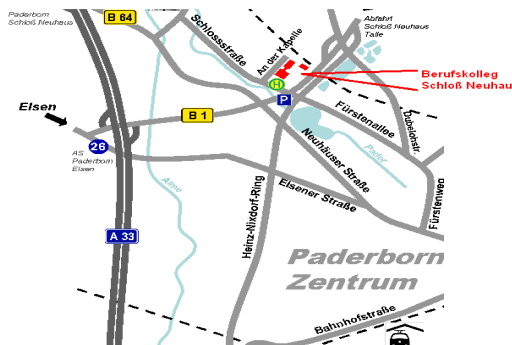 Paderborn
Schloß Neuhaus
B 64
Schlossstraße
An der Kapelle
Abfahrt
Schloß Neuhaus
Talle
Berufskolleg
Schloß Neuhau
H
P
Elsen
B 1
Fürstenallee
Dubelohstr.
26
AS
Paderborn
Elsen
Neuhäuser Straße
Pader
Alme
Elsener Straße
Fürstenweg
A 33
Heinz-Nixdorf-Ring
Paderborn
Zentrum
Bahnhofstraße